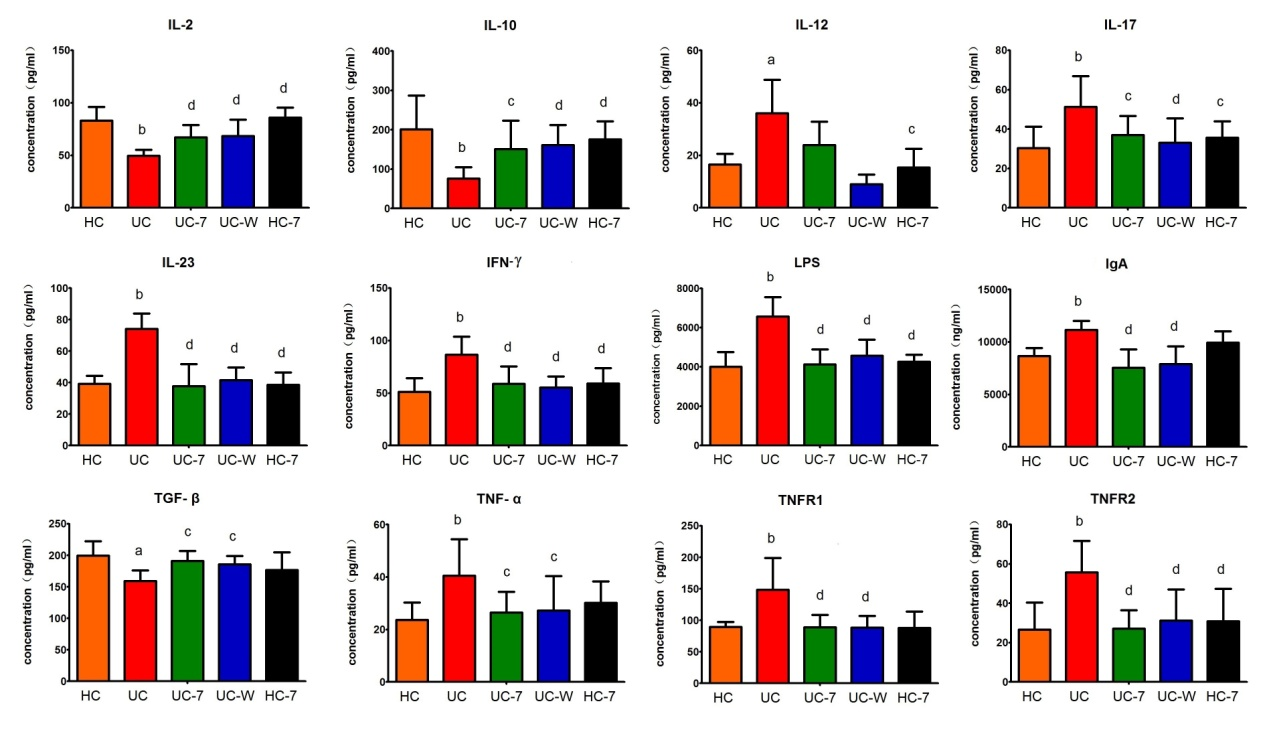 IL-2
concentration（pg/ml）
150
100
50
0
b
d
d
d
HC UC UC-7 UC-W HC-7
IL-10
concentration（pg/ml）
400
300
200
100
0
b
c
d
d
HC UC UC-7 UC-W HC-7
IL-12
concentration（pg/ml）
60
40
20
0
a
c
HC UC UC-7 UC-W HC-7
IL-17
concentration（pg/ml）
80
60
40
20
0
b
c
d
c
HC UC UC-7 UC-W HC-7
IL-23
concentration（pg/ml）
100
80
60
40
20
0
b
d
d
d
HC UC UC-7 UC-W HC-7
IFN-γ
concentration（pg/ml）
150
100
50
0
b
d
d
d
HC UC UC-7 UC-W HC-7
LPS
concentration（pg/ml）
8000
6000
4000
2000
0
b
d
d
d
HC UC UC-7 UC-W HC-7
IgA
concentration（ng/ml）
15000
10000
5000
0
b
d
d
HC UC UC-7 UC-W HC-7
TGF- β
concentration（pg/ml）
250
200
150
100
50
0
a
c
c
HC UC UC-7 UC-W HC-7
TNF- α
concentration（pg/ml）
60
40
20
0
b
c
c
HC UC UC-7 UC-W HC-7
TNFR1
concentration（pg/ml）
250
200
150
100
50
0
b
d
d
HC UC UC-7 UC-W HC-7
TNFR2
concentration（pg/ml）
80
60
40
20
0
b
d
d
d
HC UC UC-7 UC-W HC-7